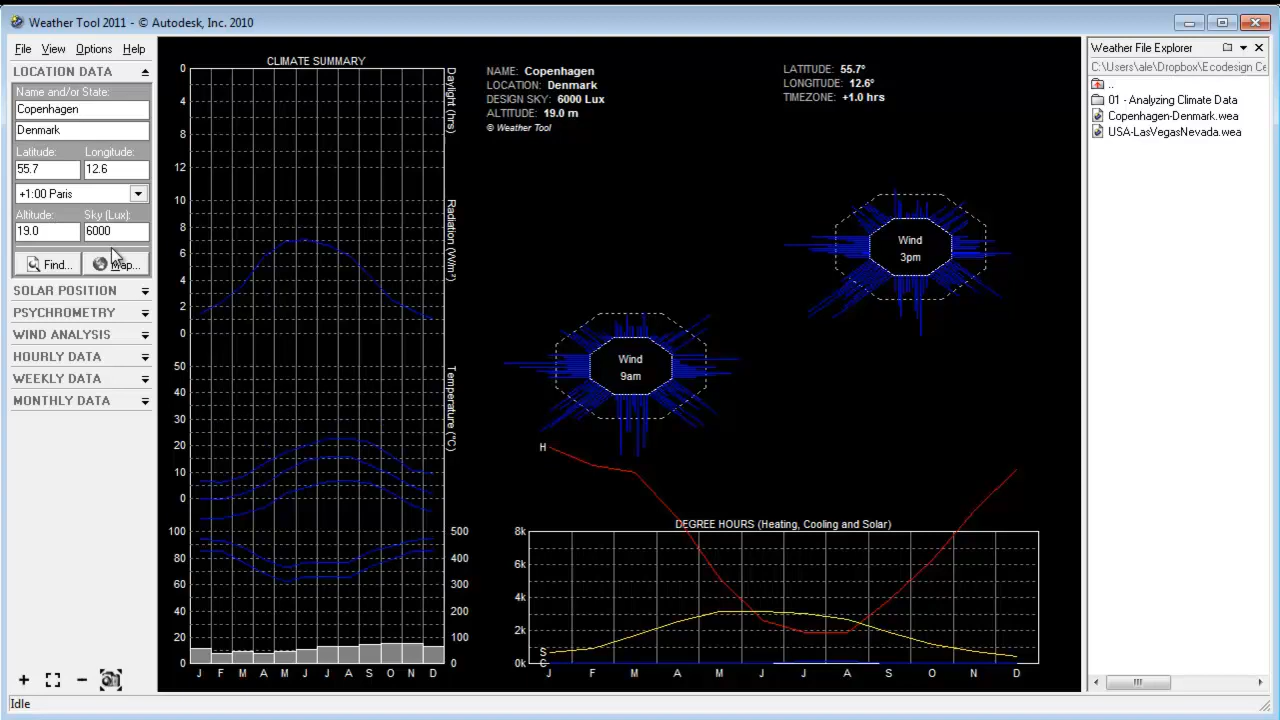 Weather Tool 2011 - © Autodesk, Inc. 2010
File View Options Help
LOCATION DATA
Name and/or State:
Copenhagen
Denmark
Latitude: Longitude:
55.7 12.6
+1:00 Paris
Altitude: Sky (Lux):
19.0 6000
Find... Map...
SOLAR POSITION
PSYCHROMETRY
WIND ANALYSIS
HOURLY DATA
WEEKLY DATA
MONTHLY DATA
Idle
CLIMATE SUMMARY
0
4
8
12
10
8
6
4
2
0
50
40
30
20
10
0
100 500
80 400
60 300
40 200
20 100
0 0
J F M A M J J A S O N D
Daylight (hrs)
Radiation (W/m²)
Temperature (°C)
NAME: Copenhagen
LOCATION: Denmark
DESIGN SKY: 6000 Lux
ALTITUDE: 19.0 m
© Weather Tool
LATITUDE: 55.7°
LONGITUDE: 12.6°
TIMEZONE: +1.0 hrs
Wind
3pm
Wind
9am
H
DEGREE HOURS (Heating, Cooling and Solar)
8k
6k
4k
2k
0k
S
C
J F M A M J J A S O N D
Weather File Explorer
C:\Users\ale\Dropbox\Ecodesign Ce
..
01 - Analyzing Climate Data
Copenhagen-Denmark.wea
USA-LasVegasNevada.wea